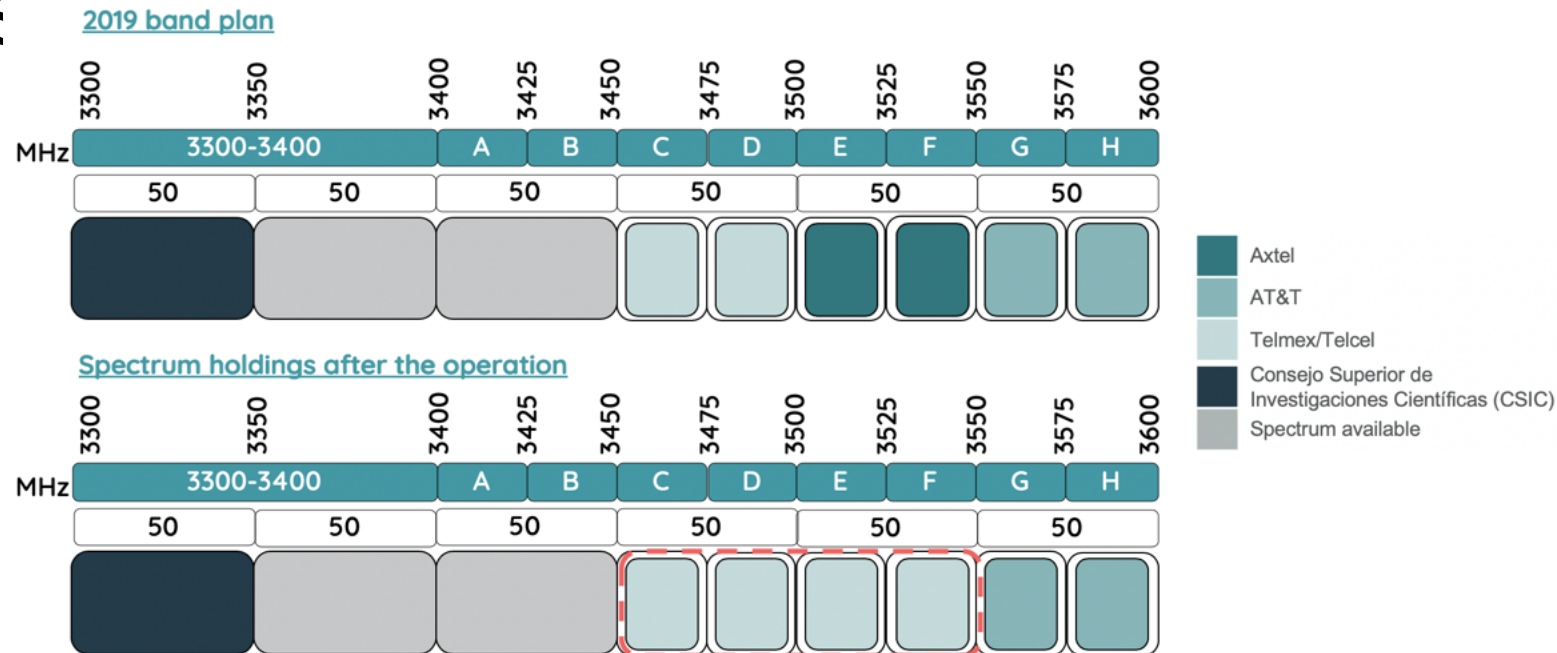 2019 band plan
3300 3350 3400 3425 3450 3475 3500 3525 3550 3575 3600
MHz 3300-3400 A B C D E F G H
50 50 50 50 50 50
Axtel
AT&T
Telmex/Telcel
Consejo Superior de
Investigaciones Científicas (CSIC)
Spectrum available
Spectrum holdings after the operation
3300 3350 3400 3425 3450 3475 3500 3525 3550 3575 3600
MHz 3300-3400 A B C D E F G H
50 50 50 50 50 50